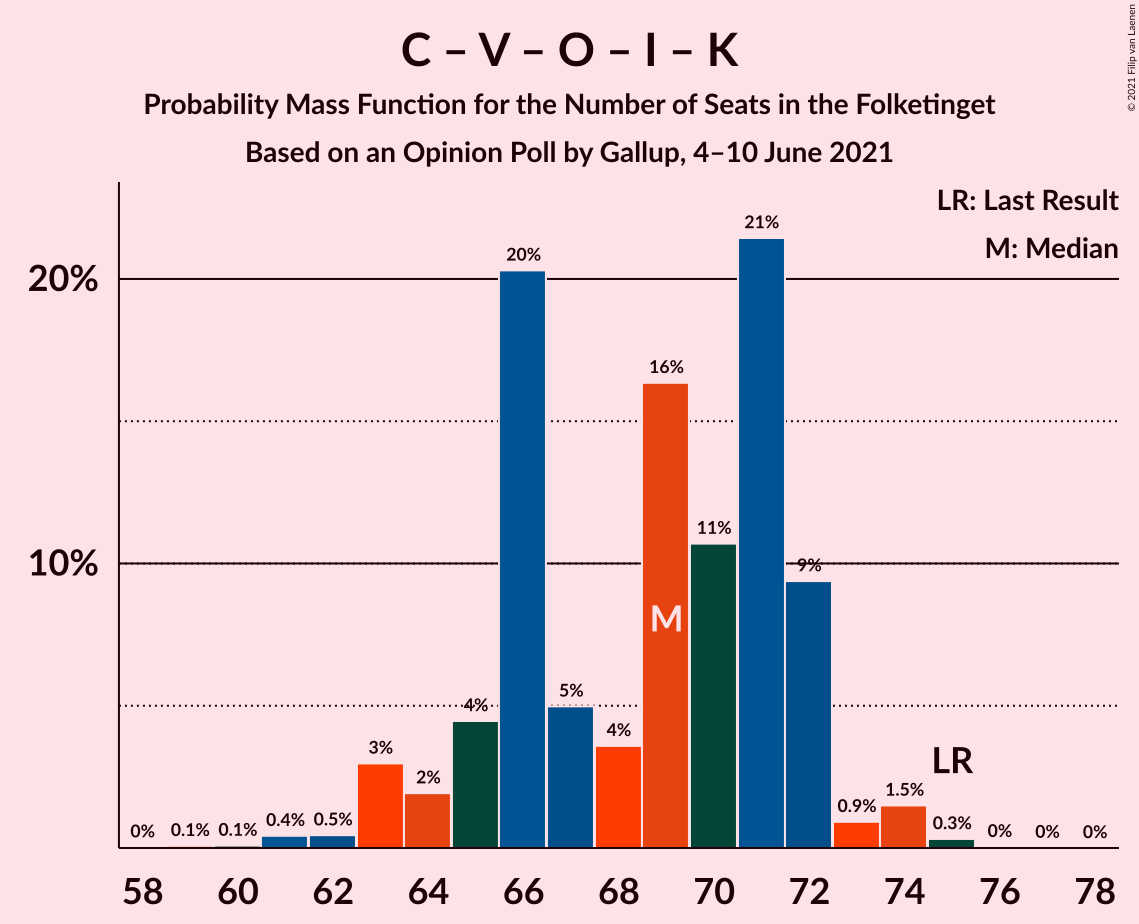 C – V – O – I – K
Probability Mass Function for the Number of Seats in the Folketinget
Based on an Opinion Poll by Gallup, 4–10 June 2021
© 2021 Filip van Laenen
LR: Last Result
M: Median
20%
10%
0%
0.1%
0.1%
0.4%
0.5%
3%
2%
4%
20%
5%
4%
16%
M
11%
21%
9%
0.9%
1.5%
LR
0.3%
0%
0%
0%
58 60 62 64 66 68 70 72 74 76 78